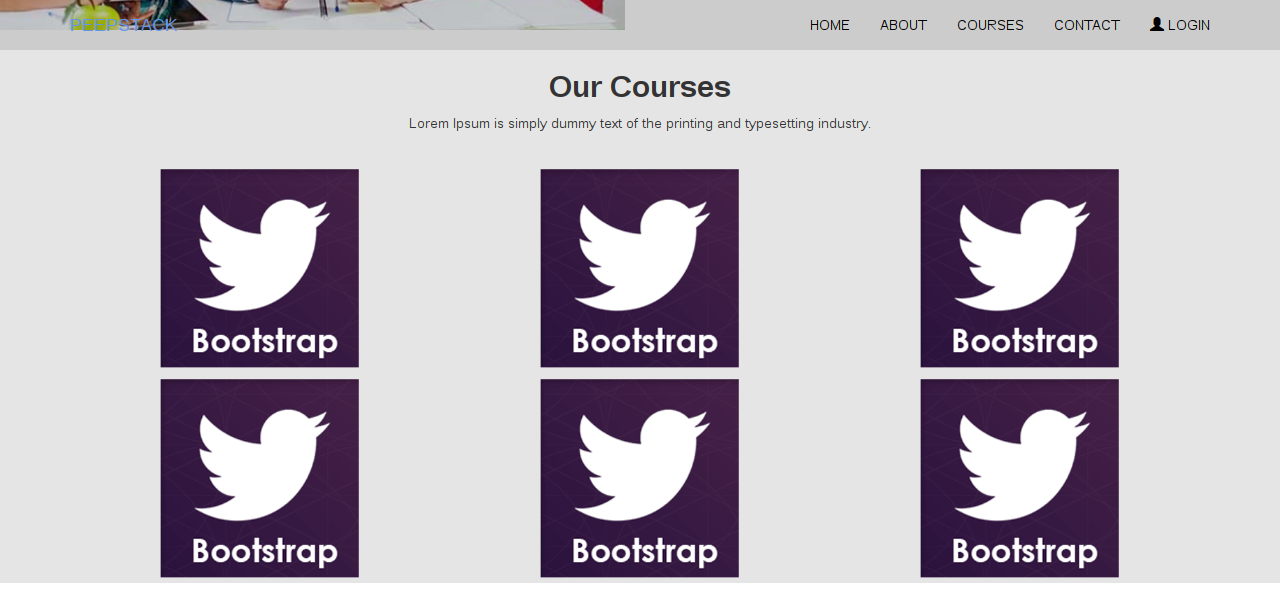 PEEPSTACK HOME ABOUT COURSES CONTACT LOGIN
Our Courses
Lorem Ipsum is simply dummy text of the printing and typesetting industry.
Bootstrap Bootstrap Bootstrap
Bootstrap Bootstrap Bootstrap